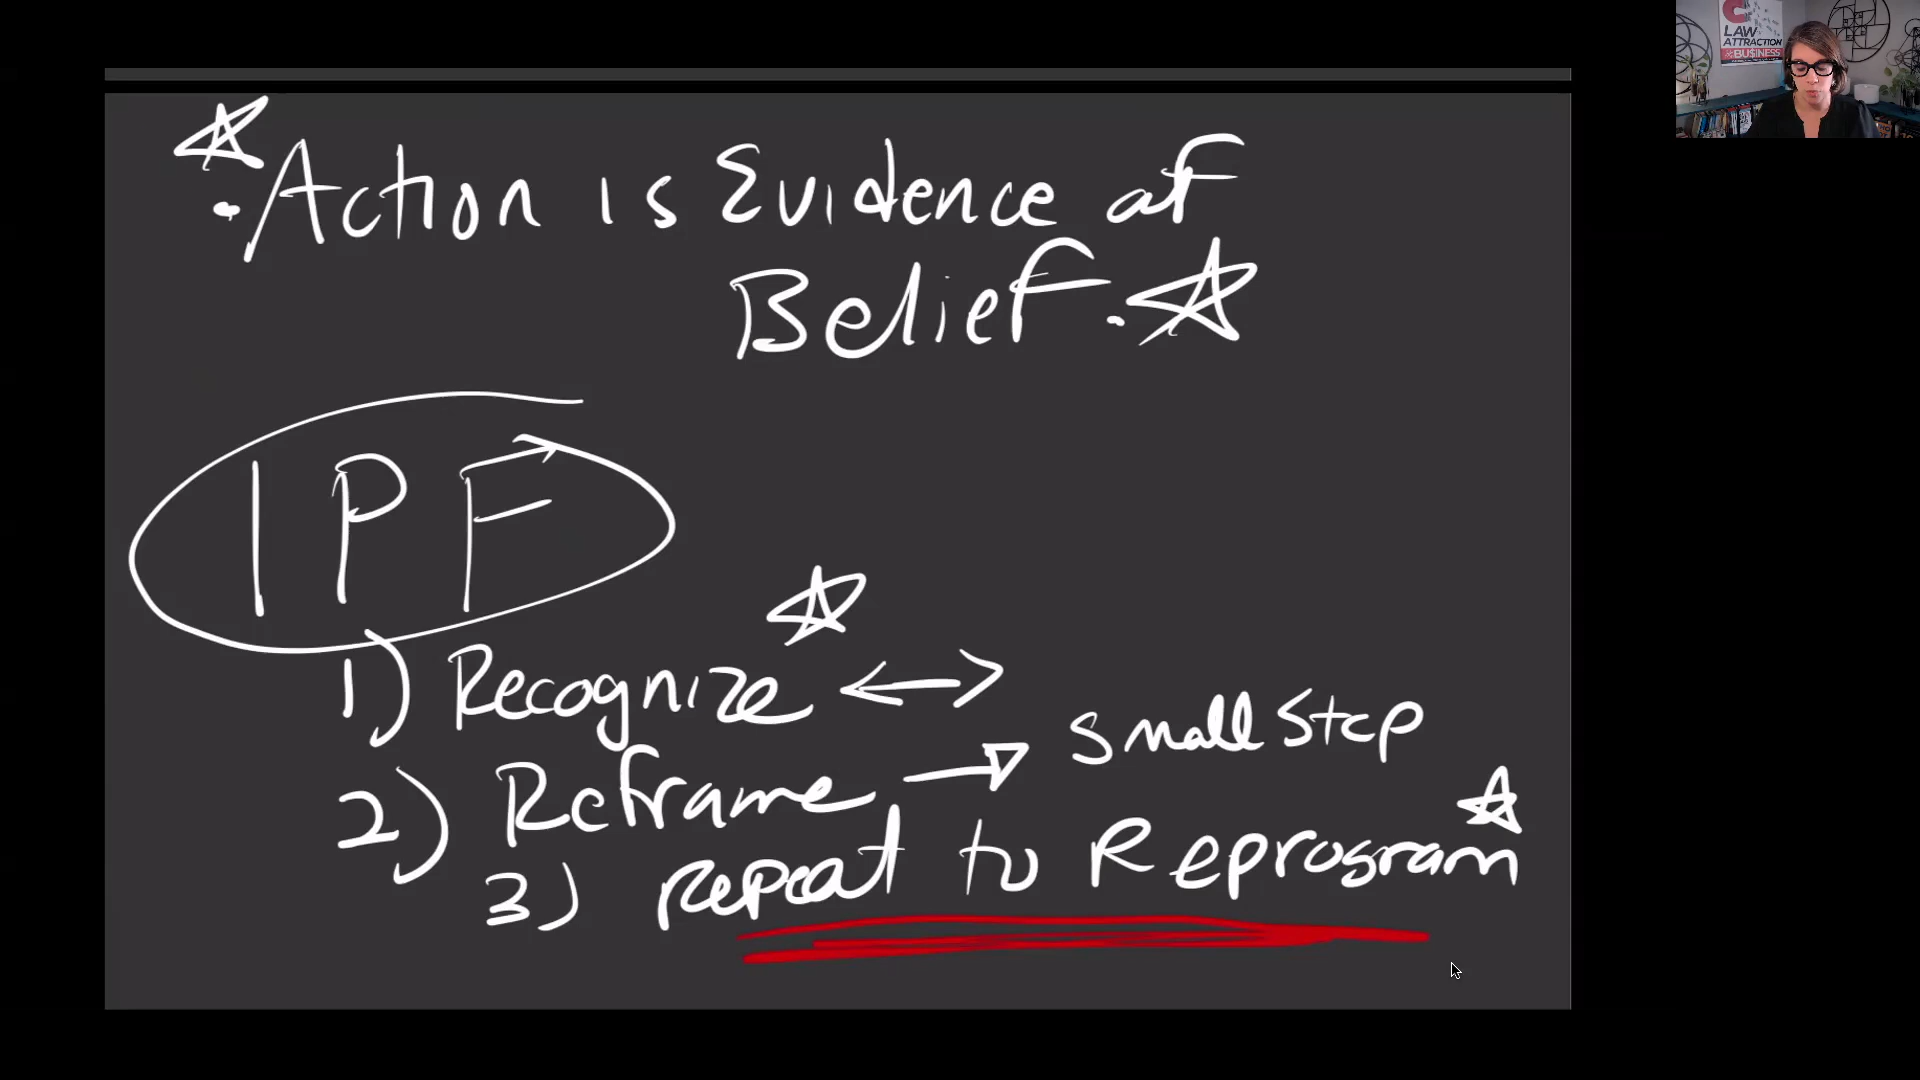 Action is Evidence of
Belief.
IPF
1) Recognize
small step
2) Reframe
3) repeat to Reprogram
LAW
ATTRACTION
BUSINESS